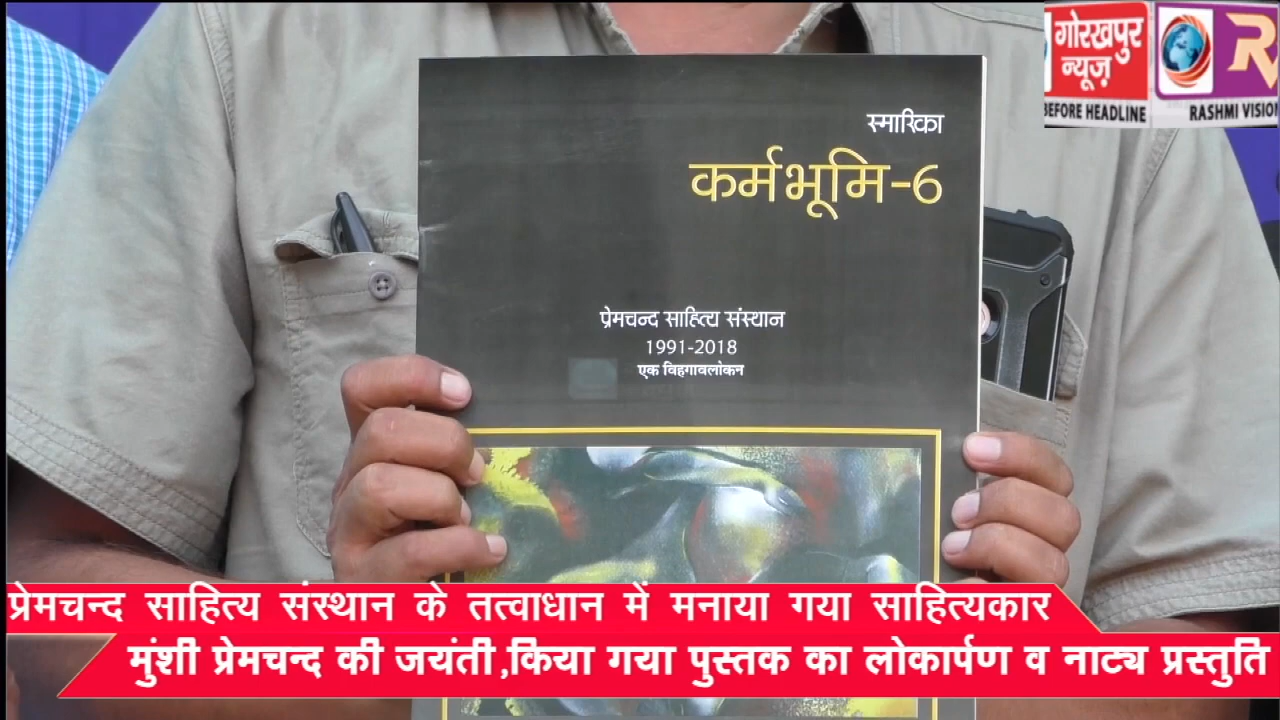 गोरखपुर
न्यूज़
BEFORE HEADLINE
R
RASHMI VISION
स्मारिका
कर्मभूमि-6
प्रेमचन्द साहित्य संस्थान
1991-2018
एक विहगावलोकन
प्रेमचन्द साहित्य संस्थान के तत्वाधान में मनाया गया साहित्यकार
मुंशी प्रेमचन्द की जयंती,किया गया पुस्तक का लोकार्पण व नाट्य प्रस्तुति